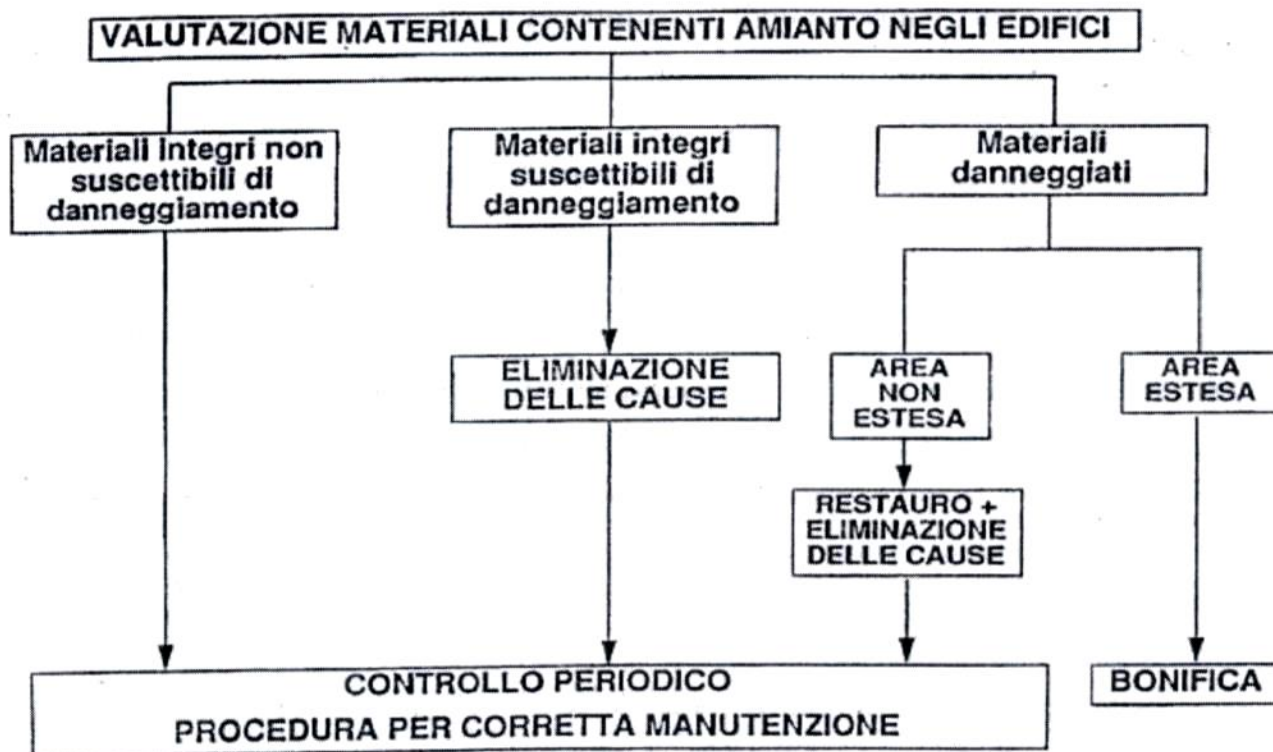 VALUTAZIONE MATERIALI CONTENENTI AMIANTO NEGLI EDIFICI
Materiali Integri non
suscettibili di
danneggiamento
Materiali integri
suscettibili di
danneggiamento
Materiali
danneggiati
ELIMINAZIONE
DELLE CAUSE
AREA
NON
ESTESA
AREA
ESTESA
RESTAURO +
ELIMINAZIONE
DELLE CAUSE
CONTROLLO PERIODICO
PROCEDURA PER CORRETTA MANUTENZIONE
BONIFICA